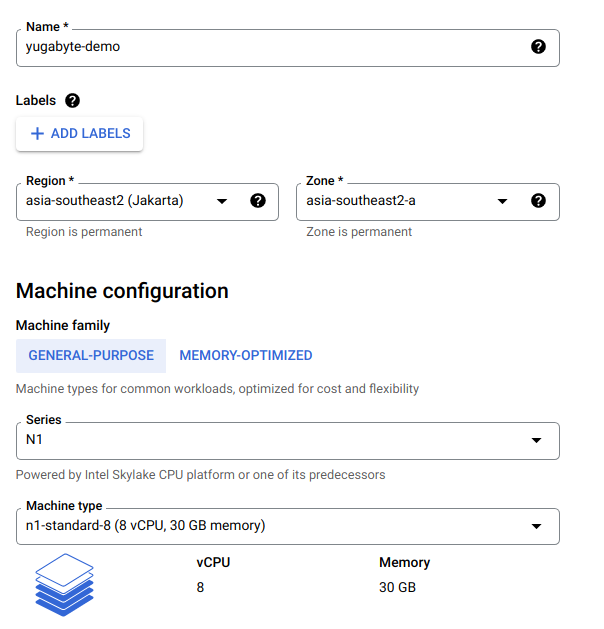 Name *
yugabyte-demo
Labels
ADD LABELS
Region *
Zone *
asia-southeast2 (Jakarta)
asia-southeast2-a
Region is permanent
Zone is permanent
Machine configuration
Machine family
GENERAL-PURPOSE
MEMORY-OPTIMIZED
Machine types for common workloads, optimized for cost and flexibility
Series
N1
Powered by Intel Skylake CPU platform or one of its predecessors
Machine type
n1-standard-8 (8 vCPU, 30 GB memory)
vCPU
Memory
8
30 GB